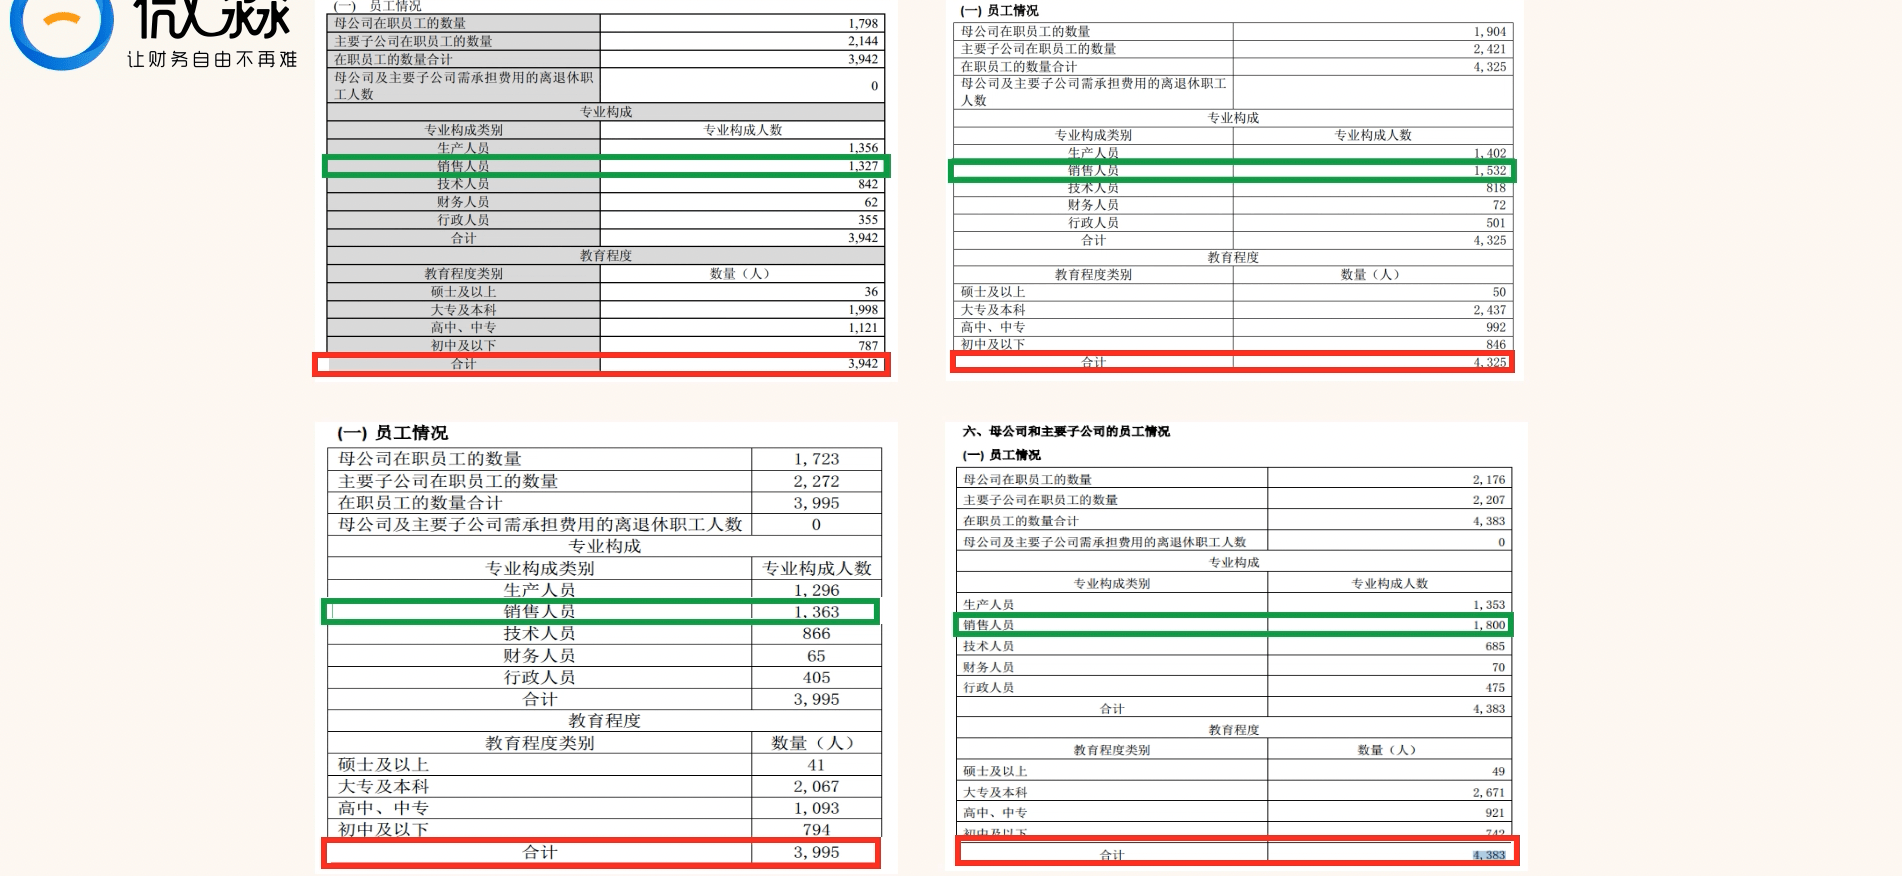 微淼
让财务自由不再难
(一) 员工情况
母公司在职员工的数量 1,798
主要子公司在职员工的数量 2,144
在职员工的数量合计 3,942
母公司及主要子公司需承担费用的离退休职
工人数 0
专业构成
专业构成类别 专业构成人数
生产人员 1,356
销售人员 1,327
技术人员 842
财务人员 62
行政人员 355
合计 3,942
教育程度
教育程度类别 数量（人）
硕士及以上 36
大专及本科 1,998
高中、中专 1,121
初中及以下 787
合计 3,942
(一) 员工情况
母公司在职员工的数量 1,904
主要子公司在职员工的数量 2,421
在职员工的数量合计 4,325
母公司及主要子公司需承担费用的离退休职工
人数
专业构成
专业构成类别 专业构成人数
生产人员 1,402
销售人员 1,532
技术人员 818
财务人员 72
行政人员 501
合计 4,325
教育程度
教育程度类别 数量（人）
硕士及以上 50
大专及本科 2,437
高中、中专 992
初中及以下 846
合计 4,325
(一) 员工情况
母公司在职员工的数量 1,723
主要子公司在职员工的数量 2,272
在职员工的数量合计 3,995
母公司及主要子公司需承担费用的离退休职工人数 0
专业构成
专业构成类别 专业构成人数
生产人员 1,296
销售人员 1,363
技术人员 866
财务人员 65
行政人员 405
合计 3,995
教育程度
教育程度类别 数量（人）
硕士及以上 41
大专及本科 2,067
高中、中专 1,093
初中及以下 794
合计 3,995
六、母公司和主要子公司的员工情况
(一) 员工情况
母公司在职员工的数量 2,176
主要子公司在职员工的数量 2,207
在职员工的数量合计 4,383
母公司及主要子公司需承担费用的离退休职工人数 0
专业构成
专业构成类别 专业构成人数
生产人员 1,353
销售人员 1,800
技术人员 685
财务人员 70
行政人员 475
合计 4,383
教育程度
教育程度类别 数量（人）
硕士及以上 49
大专及本科 2,671
高中、中专 921
初中及以下 742
合计 4,383